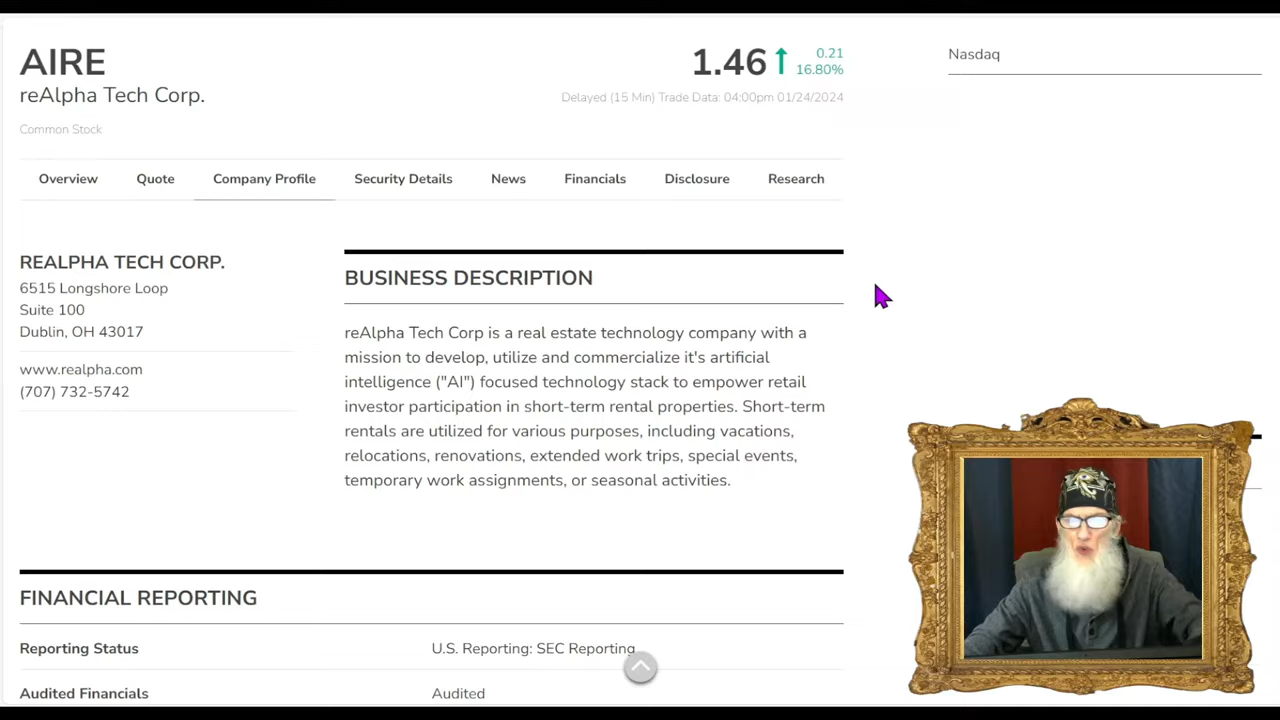 AIRE
reAlpha Tech Corp.
Common Stock
1.46
0.21
16.80%
Delayed (15 Min) Trade Data: 04:00pm 01/24/2024
Nasdaq
Overview Quote Company Profile Security Details News Financials Disclosure Research
REALPHA TECH CORP.
6515 Longshore Loop
Suite 100
Dublin, OH 43017
www.realpha.com
(707) 732-5742
BUSINESS DESCRIPTION
reAlpha Tech Corp is a real estate technology company with a
mission to develop, utilize and commercialize it's artificial
intelligence ("AI") focused technology stack to empower retail
investor participation in short-term rental properties. Short-term
rentals are utilized for various purposes, including vacations,
relocations, renovations, extended work trips, special events,
temporary work assignments, or seasonal activities.
FINANCIAL REPORTING
Reporting Status U.S. Reporting: SEC Reporting
Audited Financials Audited